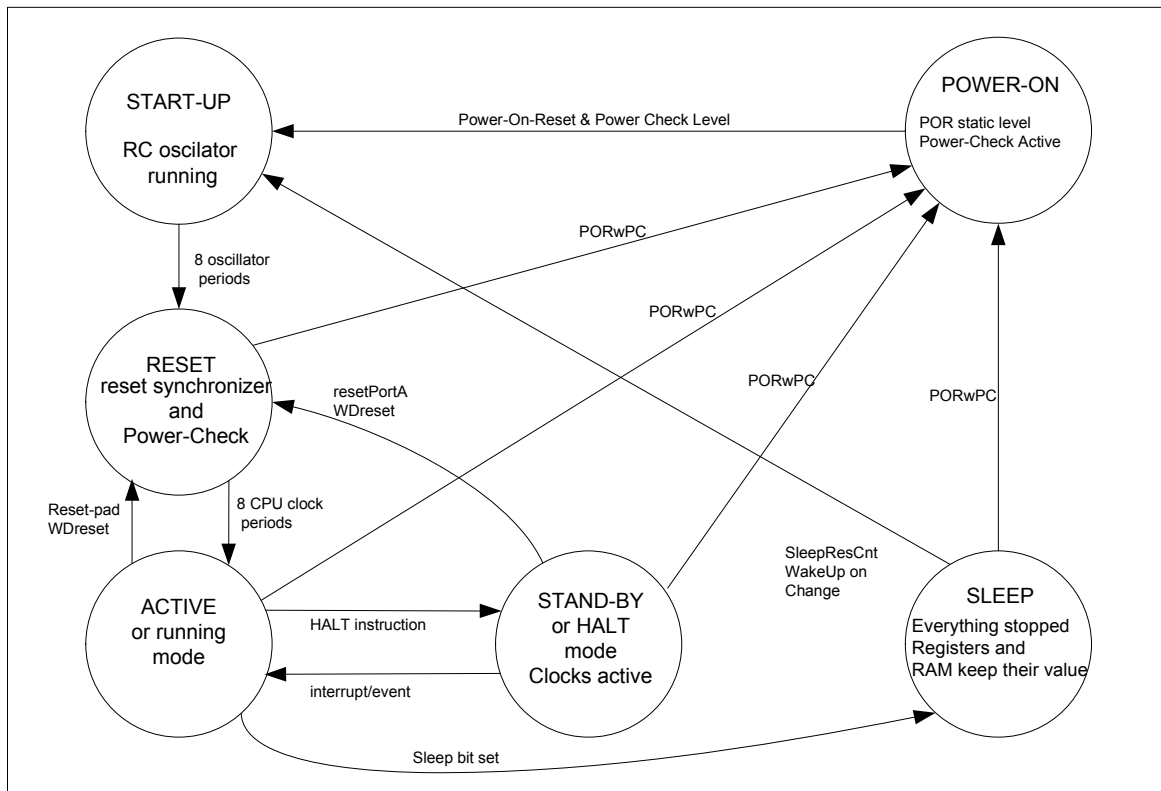 START-UP
RC oscilator
running
Power-On-Reset & Power Check Level
POWER-ON
POR static level
Power-Check Active
8 oscillator
periods
PORwPC
PORwPC
PORwPC
PORwPC
RESET
reset synchronizer
and
Power-Check
resetPortA
WDreset
Reset-pad
WDreset
8 CPU clock
periods
ACTIVE
or running
mode
HALT instruction
interrupt/event
STAND-BY
or HALT
mode
Clocks active
SleepResCnt
WakeUp on
Change
SLEEP
Everything stopped
Registers and
RAM keep their value
Sleep bit set